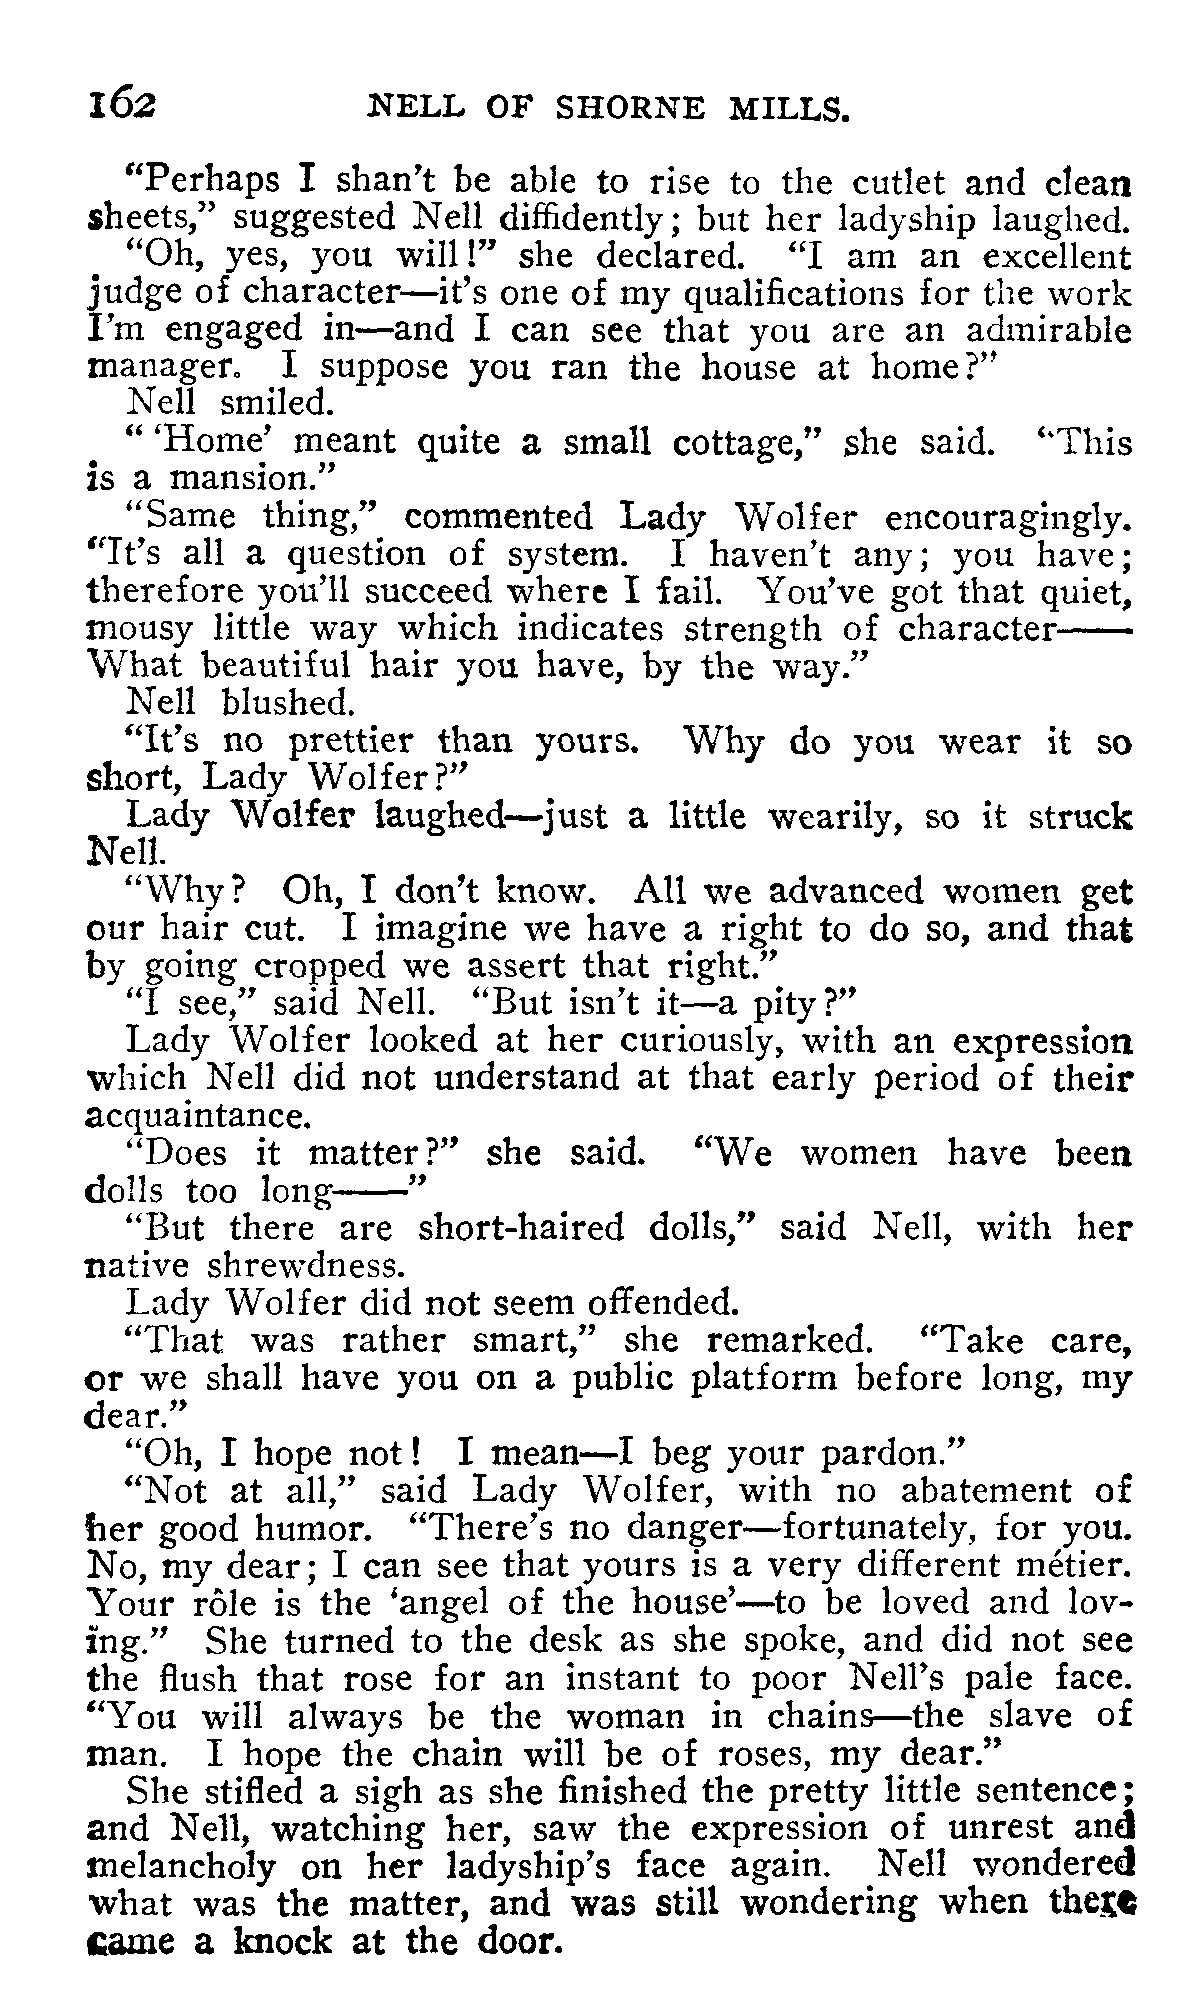 162 NELL OF SHORNE MILLS.
“Perhaps I shan’t be able to rise to the cutlet and clean
sheets,” suggested Nell diffidently; but her ladyship laughed.
“Oh, yes, you will!” she declared. “I am an excellent
judge of character—it’s one of my qualifications for the work
I’m engaged in—and I can see that you are an admirable
manager. I suppose you ran the house at home?”
Nell smiled.
“ ‘Home’ meant quite a small cottage,” she said. “This
is a mansion.”
“Same thing,” commented Lady Wolfer encouragingly.
“It’s all a question of system. I haven’t any; you have;
therefore you’ll succeed where I fail. You’ve got that quiet,
mousy little way which indicates strength of character——
What beautiful hair you have, by the way.”
Nell blushed.
“It’s no prettier than yours. Why do you wear it so
short, Lady Wolfer?”
Lady Wolfer laughed—just a little wearily, so it struck
Nell.
“Why? Oh, I don’t know. All we advanced women get
our hair cut. I imagine we have a right to do so, and that
by going cropped we assert that right.”
“I see,” said Nell. “But isn’t it—a pity?”
Lady Wolfer looked at her curiously, with an expression
which Nell did not understand at that early period of their
acquaintance.
“Does it matter?” she said. “We women have been
dolls too long——”
“But there are short-haired dolls,” said Nell, with her
native shrewdness.
Lady Wolfer did not seem offended.
“That was rather smart,” she remarked. “Take care,
or we shall have you on a public platform before long, my
dear.”
“Oh, I hope not! I mean—I beg your pardon.”
“Not at all,” said Lady Wolfer, with no abatement of
her good humor. “There’s no danger—fortunately, for you.
No, my dear; I can see that yours is a very different métier.
Your rôle is the ‘angel of the house’—to be loved and lov-
ing.” She turned to the desk as she spoke, and did not see
the flush that rose for an instant to poor Nell’s pale face.
“You will always be the woman in chains—the slave of
man. I hope the chain will be of roses, my dear.”
She stifled a sigh as she finished the pretty little sentence;
and Nell, watching her, saw the expression of unrest and
melancholy on her ladyship’s face again. Nell wondered
what was the matter, and was still wondering when there
came a knock at the door.